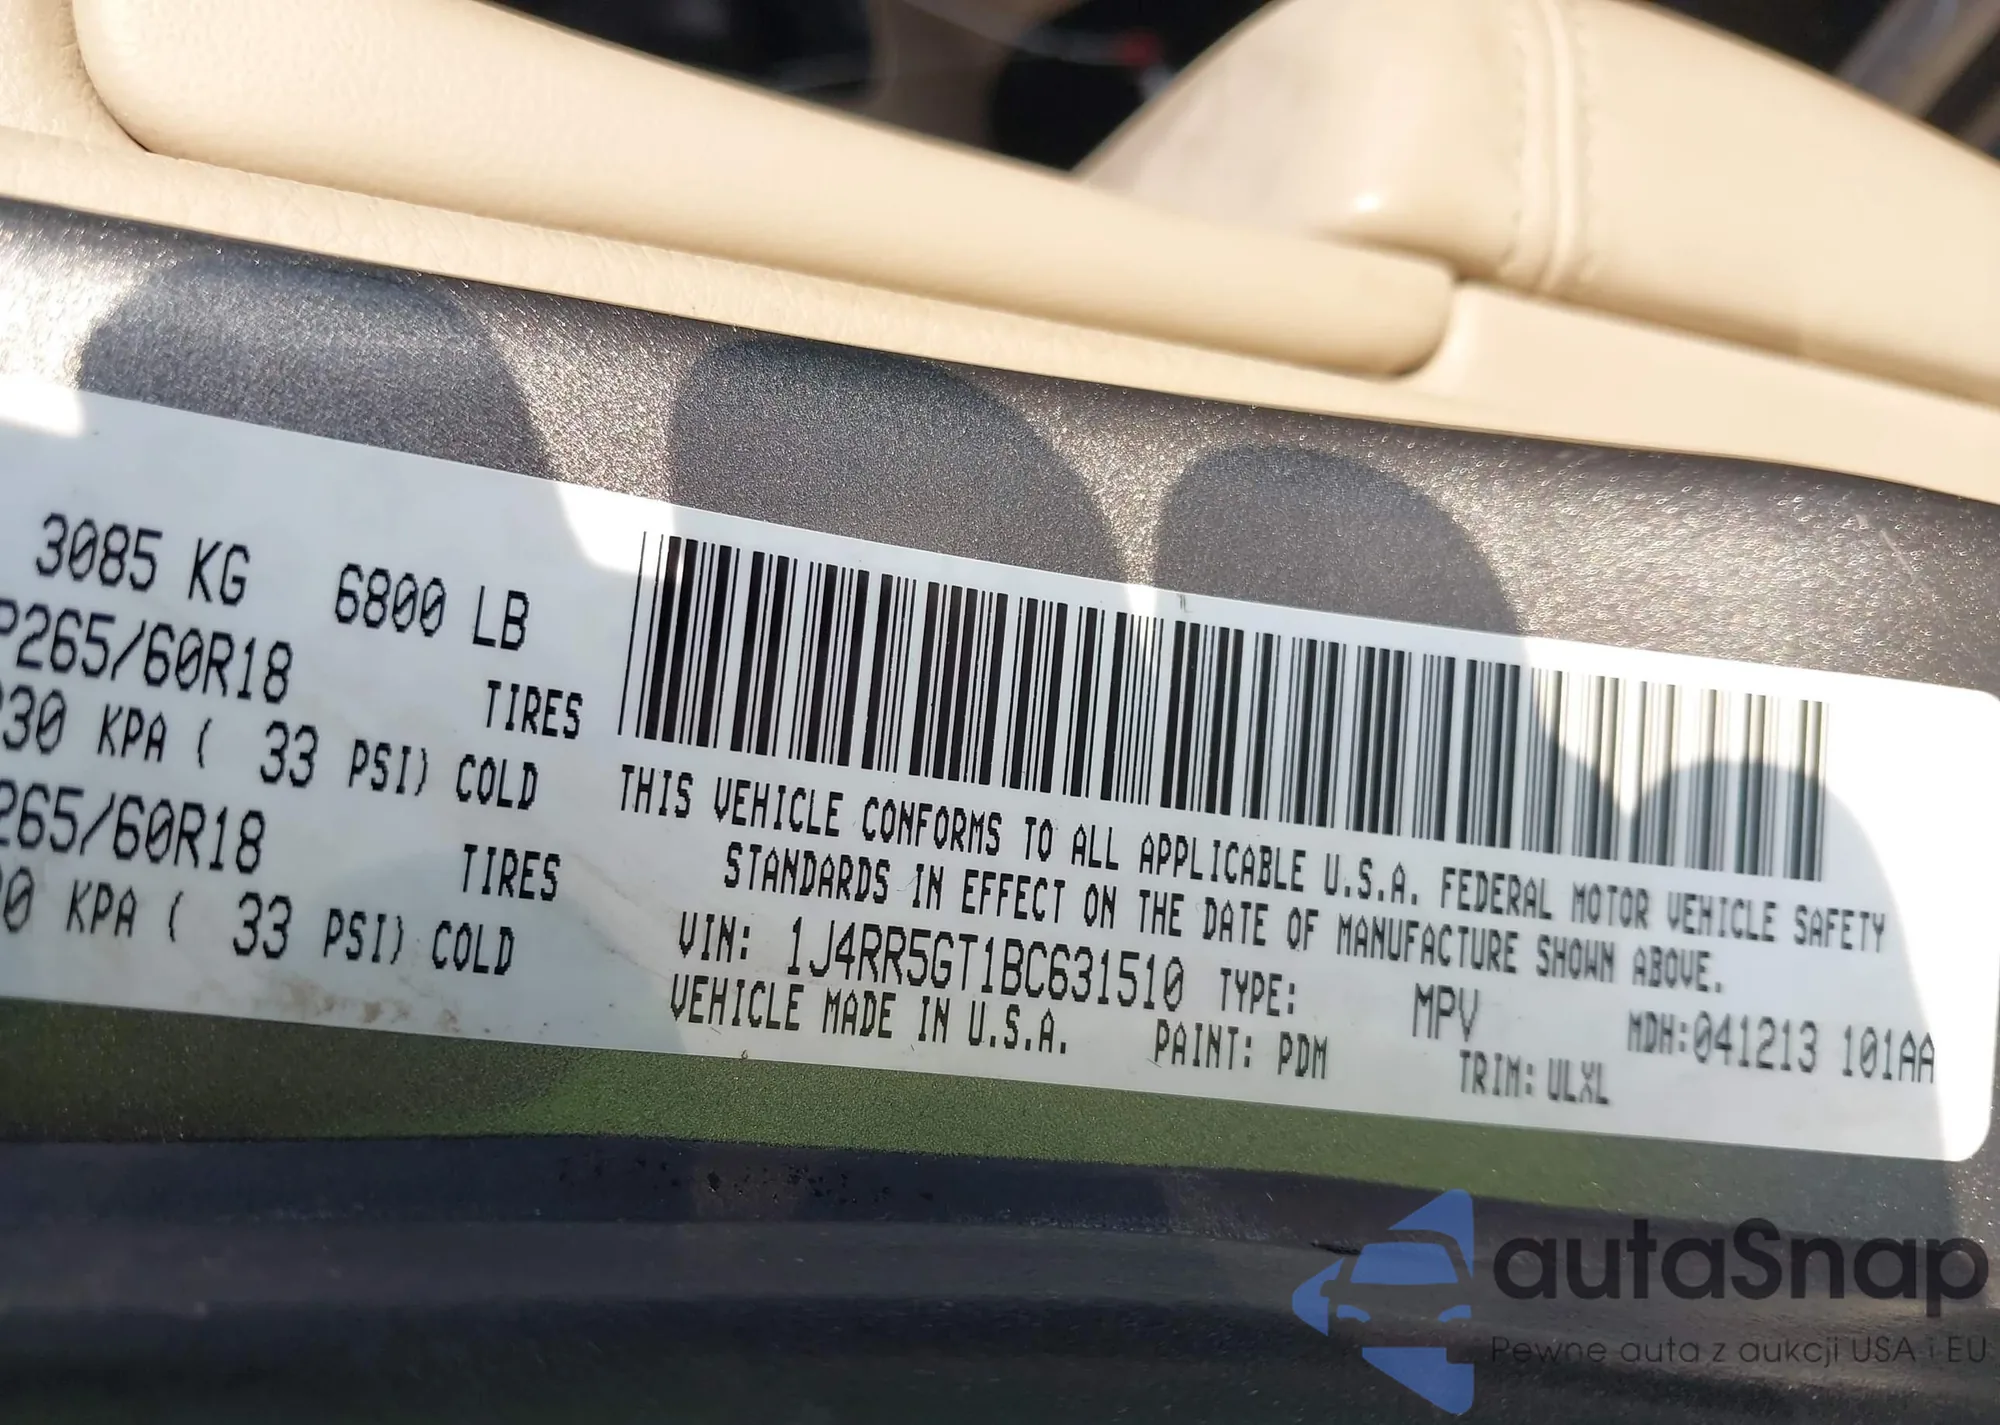 3085 KG 6800 LB
P265/60R18 TIRES
230 KPA ( 33 PSI) COLD
265/60R18 TIRES
0 KPA ( 33 PSI) COLD
THIS VEHICLE CONFORMS TO ALL APPLICABLE U.S.A. FEDERAL MOTOR VEHICLE SAFETY
STANDARDS IN EFFECT ON THE DATE OF MANUFACTURE SHOWN ABOVE.
VIN: 1J4RR5GT1BC631510 TYPE: MPV MDH:041213 101AA
VEHICLE MADE IN U.S.A. PAINT: PDM TRIM: ULXL
autaSnap
Pewne auta z aukcji USA i EU